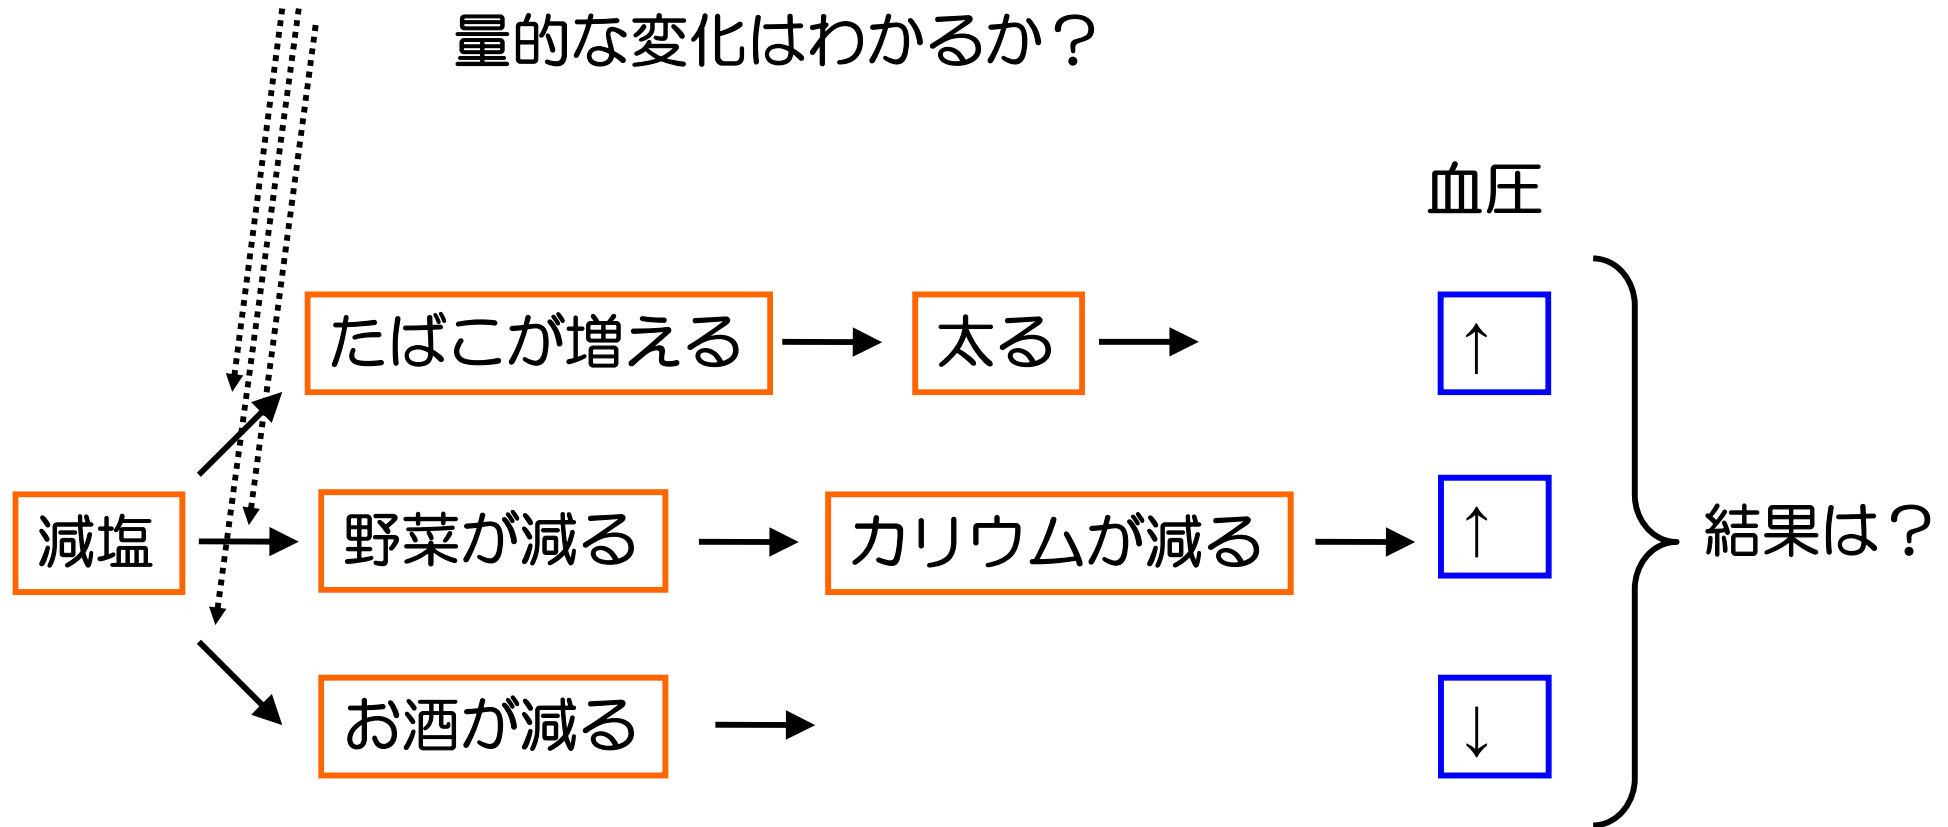 量的な変化はわかるか？
血圧
たばこが増える
太る
↑
減塩
野菜が減る
カリウムが減る
↑
結果は？
お酒が減る
↓